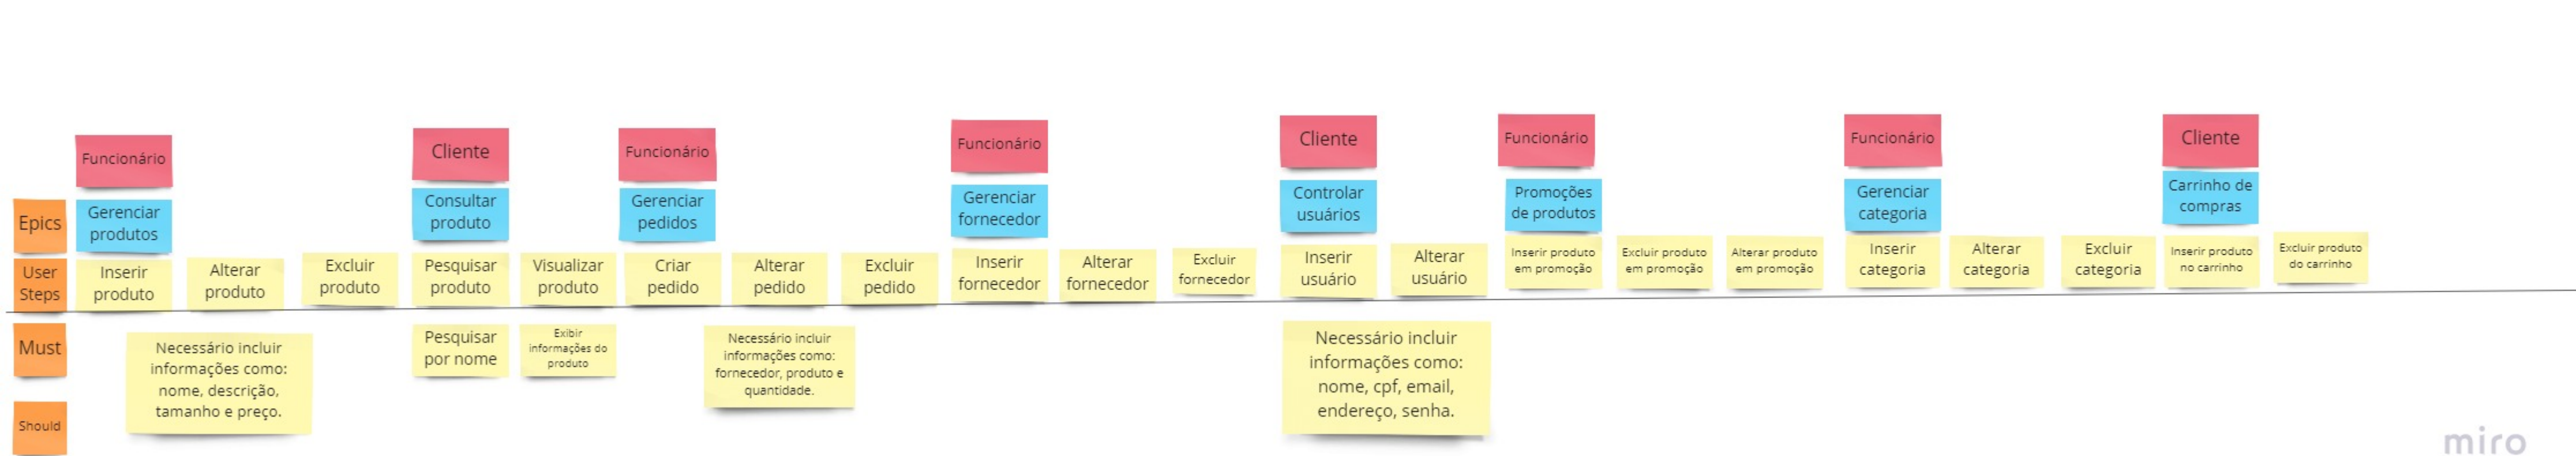 Funcionário
Cliente
Funcionário
Funcionário
Cliente
Funcionário
Funcionário
Cliente
Epics
Gerenciar
produtos
Consultar
produto
Gerenciar
pedidos
Gerenciar
fornecedor
Controlar
usuários
Promoções
de produtos
Gerenciar
categoria
Carrinho de
compras
User
Steps
Inserir
produto
Alterar
produto
Excluir
produto
Pesquisar
produto
Visualizar
produto
Criar
pedido
Alterar
pedido
Excluir
pedido
Inserir
fornecedor
Alterar
fornecedor
Excluir
fornecedor
Inserir
usuário
Alterar
usuário
Inserir produto
em promoção
Excluir produto
em promoção
Alterar produto
em promoção
Inserir
categoria
Alterar
categoria
Excluir
categoria
Inserir produto
no carrinho
Excluir produto
do carrinho
Must
Necessário incluir
informações como:
nome, descrição,
tamanho e preço.
Pesquisar
por nome
Exibir
informações do
produto
Necessário incluir
informações como:
fornecedor, produto e
quantidade.
Necessário incluir
informações como:
nome, cpf, email,
endereço, senha.
Should
miro